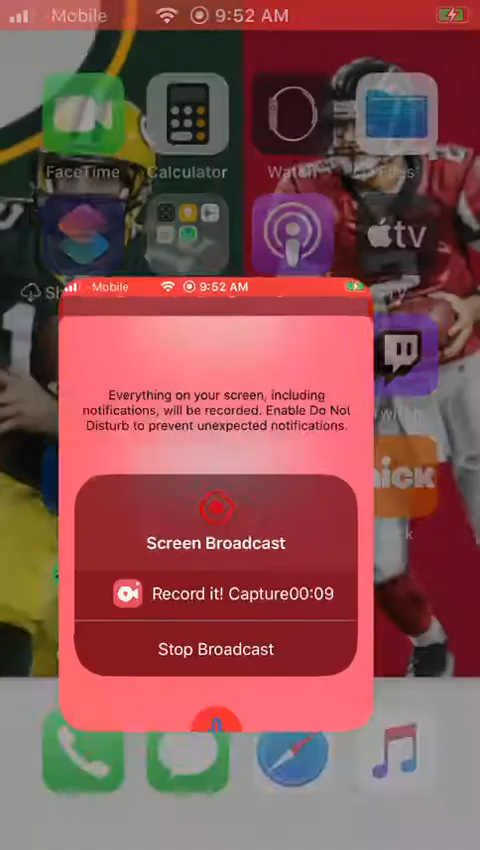 Mobile 9:52 AM
FaceTime
Calculator
Watch
Files
tv
Mobile 9:52 AM
Everything on your screen, including
notifications, will be recorded. Enable Do Not
Disturb to prevent unexpected notifications.
Twitch
nick
Screen Broadcast
Record it! Capture00:09
Stop Broadcast